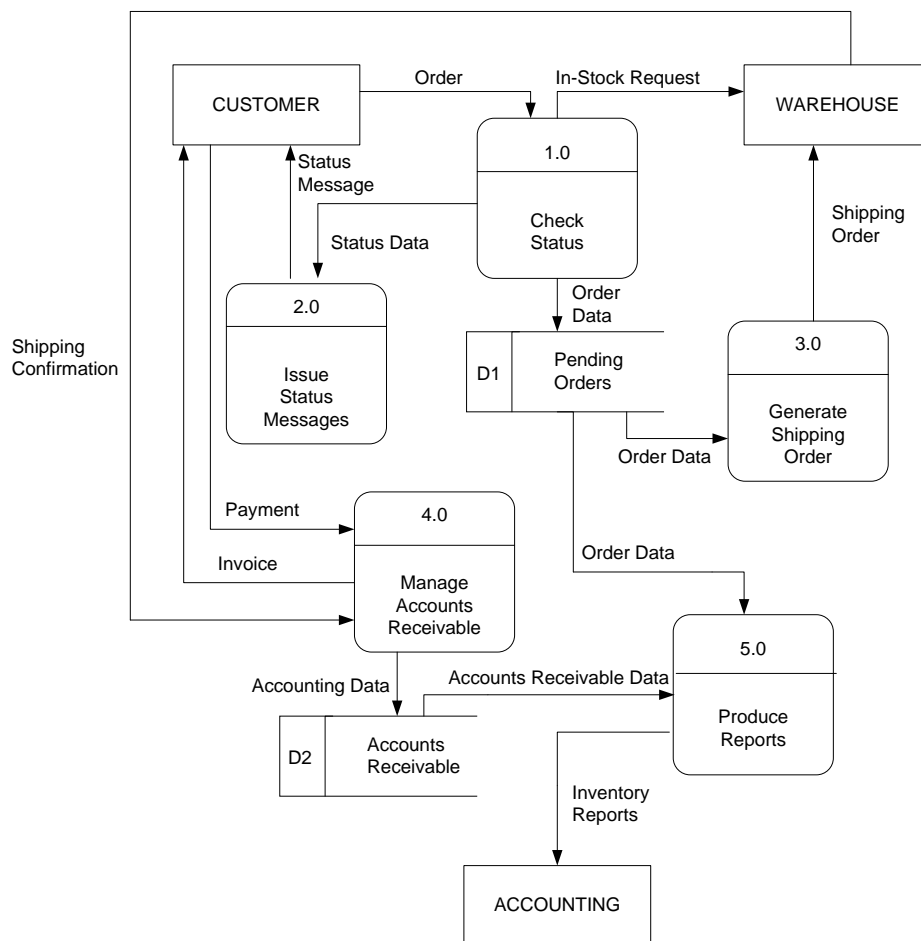 Order
In-Stock Request
CUSTOMER
WAREHOUSE
1.0
Check
Status
Status
Message
Status Data
Shipping
Order
Order
Data
2.0
Issue
Status
Messages
D1
Pending
Orders
3.0
Generate
Shipping
Order
Shipping
Confirmation
Order Data
Payment
Invoice
4.0
Manage
Accounts
Receivable
Order Data
5.0
Produce
Reports
Accounting Data
Accounts Receivable Data
D2
Accounts
Receivable
Inventory
Reports
ACCOUNTING